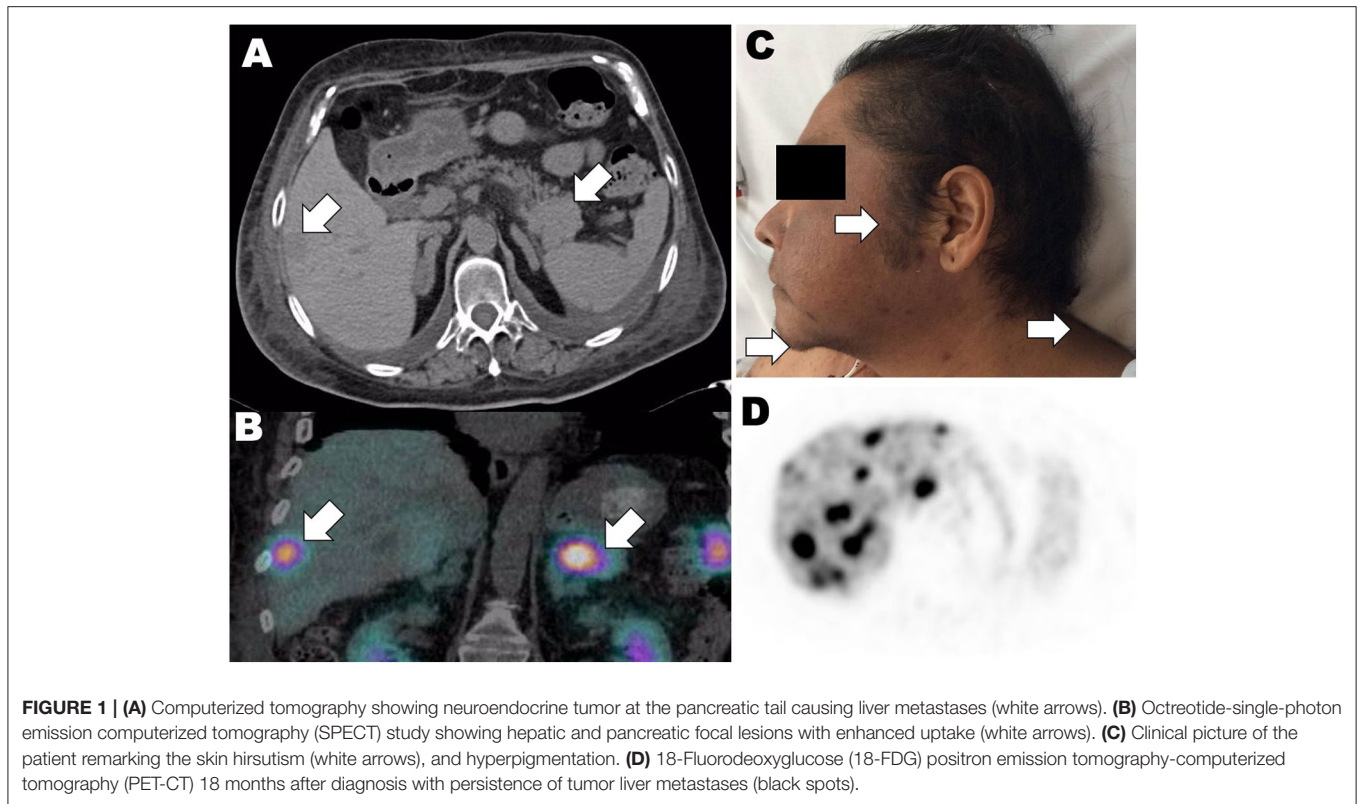 A
C
B
D
FIGURE 1 | (A) Computerized tomography showing neuroendocrine tumor at the pancreatic tail causing liver metastases (white arrows). (B) Octreotide-single-photon
emission computerized tomography (SPECT) study showing hepatic and pancreatic focal lesions with enhanced uptake (white arrows). (C) Clinical picture of the
patient remarking the skin hirsutism (white arrows), and hyperpigmentation. (D) 18-Fluorodeoxyglucose (18-FDG) positron emission tomography-computerized
tomography (PET-CT) 18 months after diagnosis with persistence of tumor liver metastases (black spots).